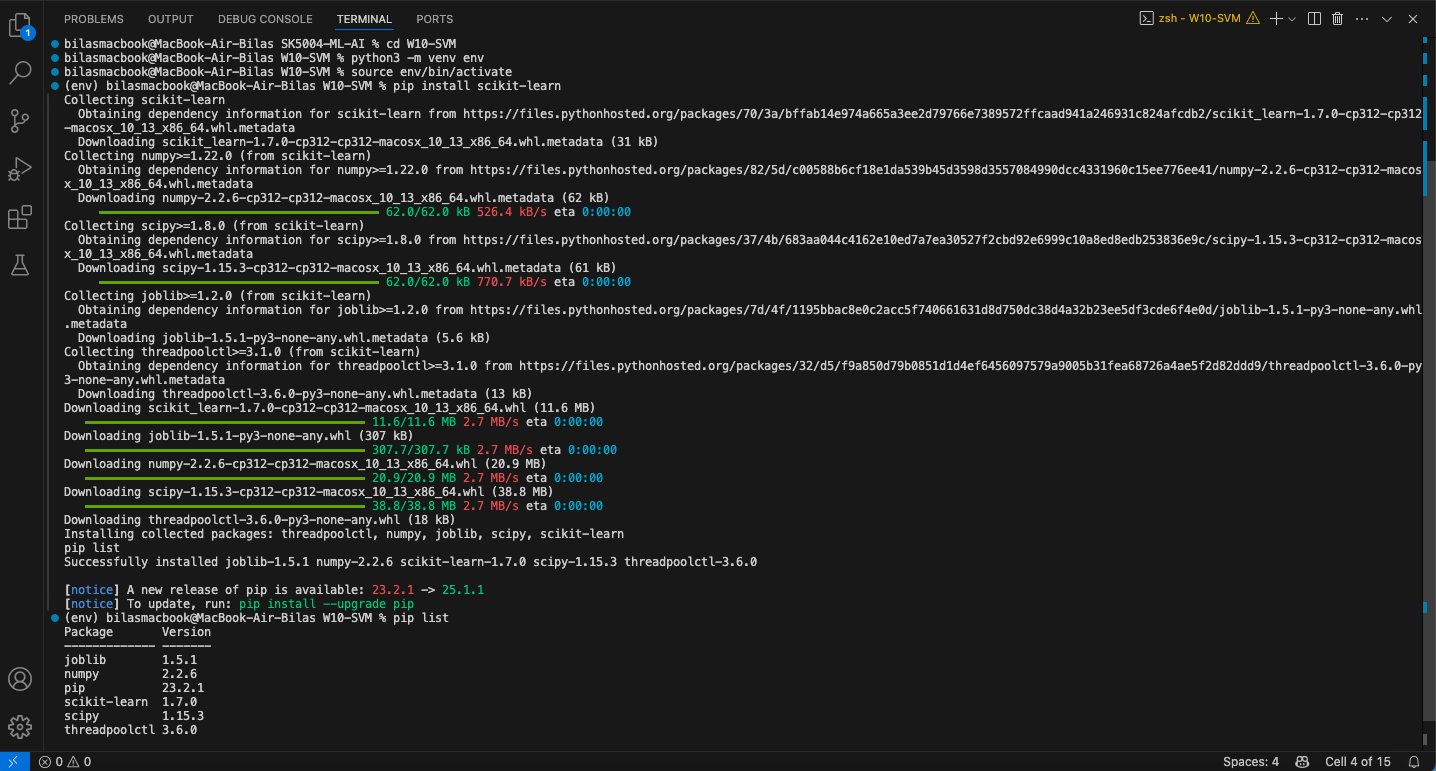 PROBLEMS OUTPUT DEBUG CONSOLE TERMINAL PORTS
zsh - W10-SVM
1
bilasmacbook@MacBook-Air-Bilas SK5004-ML-AI % cd W10-SVM
bilasmacbook@MacBook-Air-Bilas W10-SVM % python3 -m venv env
bilasmacbook@MacBook-Air-Bilas W10-SVM % source env/bin/activate
(env) bilasmacbook@MacBook-Air-Bilas W10-SVM % pip install scikit-learn
Collecting scikit-learn
  Obtaining dependency information for scikit-learn from https://files.pythonhosted.org/packages/70/3a/bffab14e974a665a3ee2d79766e7389572ffcaad941a246931c824afcdb2/scikit_learn-1.7.0-cp312-cp312
-macosx_10_13_x86_64.whl.metadata
  Downloading scikit_learn-1.7.0-cp312-cp312-macosx_10_13_x86_64.whl.metadata (31 kB)
Collecting numpy>=1.22.0 (from scikit-learn)
  Obtaining dependency information for numpy>=1.22.0 from https://files.pythonhosted.org/packages/82/5d/c00588b6cf18e1da539b45d3598d3557084990dcc4331960c15ee776ee41/numpy-2.2.6-cp312-cp312-macos
x_10_13_x86_64.whl.metadata
  Downloading numpy-2.2.6-cp312-cp312-macosx_10_13_x86_64.whl.metadata (62 kB)
62.0/62.0 kB 526.4 kB/s eta 0:00:00
Collecting scipy>=1.8.0 (from scikit-learn)
  Obtaining dependency information for scipy>=1.8.0 from https://files.pythonhosted.org/packages/37/4b/683aa044c4162e10ed7a7ea30527f2cbd92e6999c10a8ed8edb253836e9c/scipy-1.15.3-cp312-cp312-macos
x_10_13_x86_64.whl.metadata
  Downloading scipy-1.15.3-cp312-cp312-macosx_10_13_x86_64.whl.metadata (61 kB)
62.0/62.0 kB 770.7 kB/s eta 0:00:00
Collecting joblib>=1.2.0 (from scikit-learn)
  Obtaining dependency information for joblib>=1.2.0 from https://files.pythonhosted.org/packages/7d/4f/1195bbac8e0c2acc5f740661631d8d750dc38d4a32b23ee5df3cde6f4e0d/joblib-1.5.1-py3-none-any.whl
.metadata
  Downloading joblib-1.5.1-py3-none-any.whl.metadata (5.6 kB)
Collecting threadpoolctl>=3.1.0 (from scikit-learn)
  Obtaining dependency information for threadpoolctl>=3.1.0 from https://files.pythonhosted.org/packages/32/d5/f9a850d79b0851d1d4ef6456097579a9005b31fea68726a4ae5f2d82ddd9/threadpoolctl-3.6.0-py
3-none-any.whl.metadata
  Downloading threadpoolctl-3.6.0-py3-none-any.whl.metadata (13 kB)
Downloading scikit_learn-1.7.0-cp312-cp312-macosx_10_13_x86_64.whl (11.6 MB)
11.6/11.6 MB 2.7 MB/s eta 0:00:00
Downloading joblib-1.5.1-py3-none-any.whl (307 kB)
307.7/307.7 kB 2.7 MB/s eta 0:00:00
Downloading numpy-2.2.6-cp312-cp312-macosx_10_13_x86_64.whl (20.9 MB)
20.9/20.9 MB 2.7 MB/s eta 0:00:00
Downloading scipy-1.15.3-cp312-cp312-macosx_10_13_x86_64.whl (38.8 MB)
38.8/38.8 MB 2.7 MB/s eta 0:00:00
Downloading threadpoolctl-3.6.0-py3-none-any.whl (18 kB)
Installing collected packages: threadpoolctl, numpy, joblib, scipy, scikit-learn
pip list
Successfully installed joblib-1.5.1 numpy-2.2.6 scikit-learn-1.7.0 scipy-1.15.3 threadpoolctl-3.6.0
[notice] A new release of pip is available: 23.2.1 -> 25.1.1
[notice] To update, run: pip install --upgrade pip
(env) bilasmacbook@MacBook-Air-Bilas W10-SVM % pip list
Package       Version
------------- -------
joblib        1.5.1
numpy         2.2.6
pip           23.2.1
scikit-learn  1.7.0
scipy         1.15.3
threadpoolctl 3.6.0
0 0
Spaces: 4 Cell 4 of 15